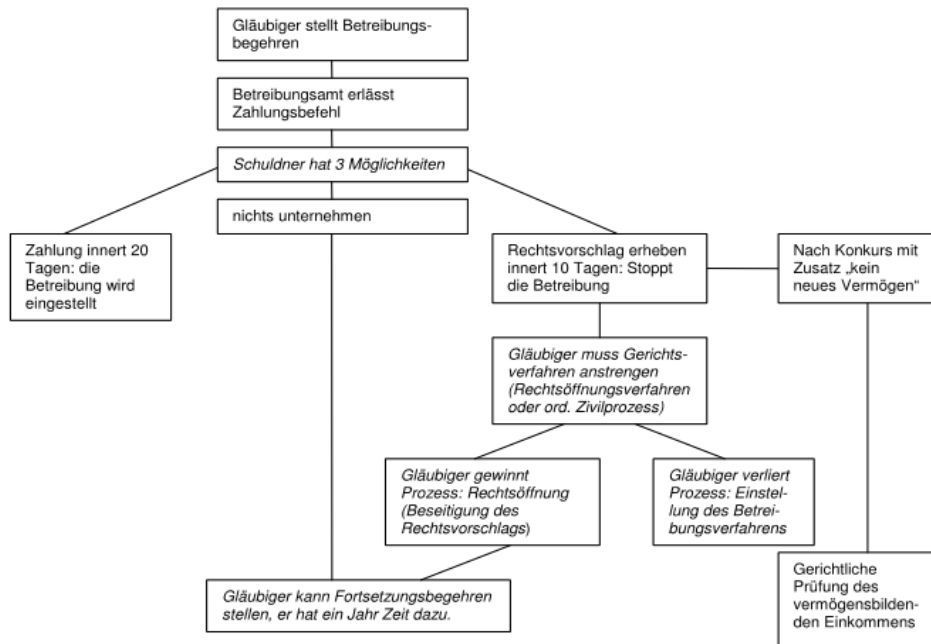 Gläubiger stellt Betreibungs-
begehren
Betreibungsamt erlässt
Zahlungsbefehl
Schuldner hat 3 Möglichkeiten
nichts unternehmen
Zahlung innert 20
Tagen: die
Betreibung wird
eingestellt
Rechtsvorschlag erheben
innert 10 Tagen: Stoppt
die Betreibung
Nach Konkurs mit
Zusatz „kein
neues Vermögen“
Gläubiger muss Gerichts-
verfahren anstrengen
(Rechtsöffnungsverfahren
oder ord. Zivilprozess)
Gläubiger gewinnt
Prozess: Rechtsöffnung
(Beseitigung des
Rechtsvorschlags)
Gläubiger verliert
Prozess: Einstel-
lung des Betrei-
bungsverfahrens
Gerichtliche
Prüfung des
vermögensbilden-
den Einkommens
Gläubiger kann Fortsetzungsbegehren
stellen, er hat ein Jahr Zeit dazu.